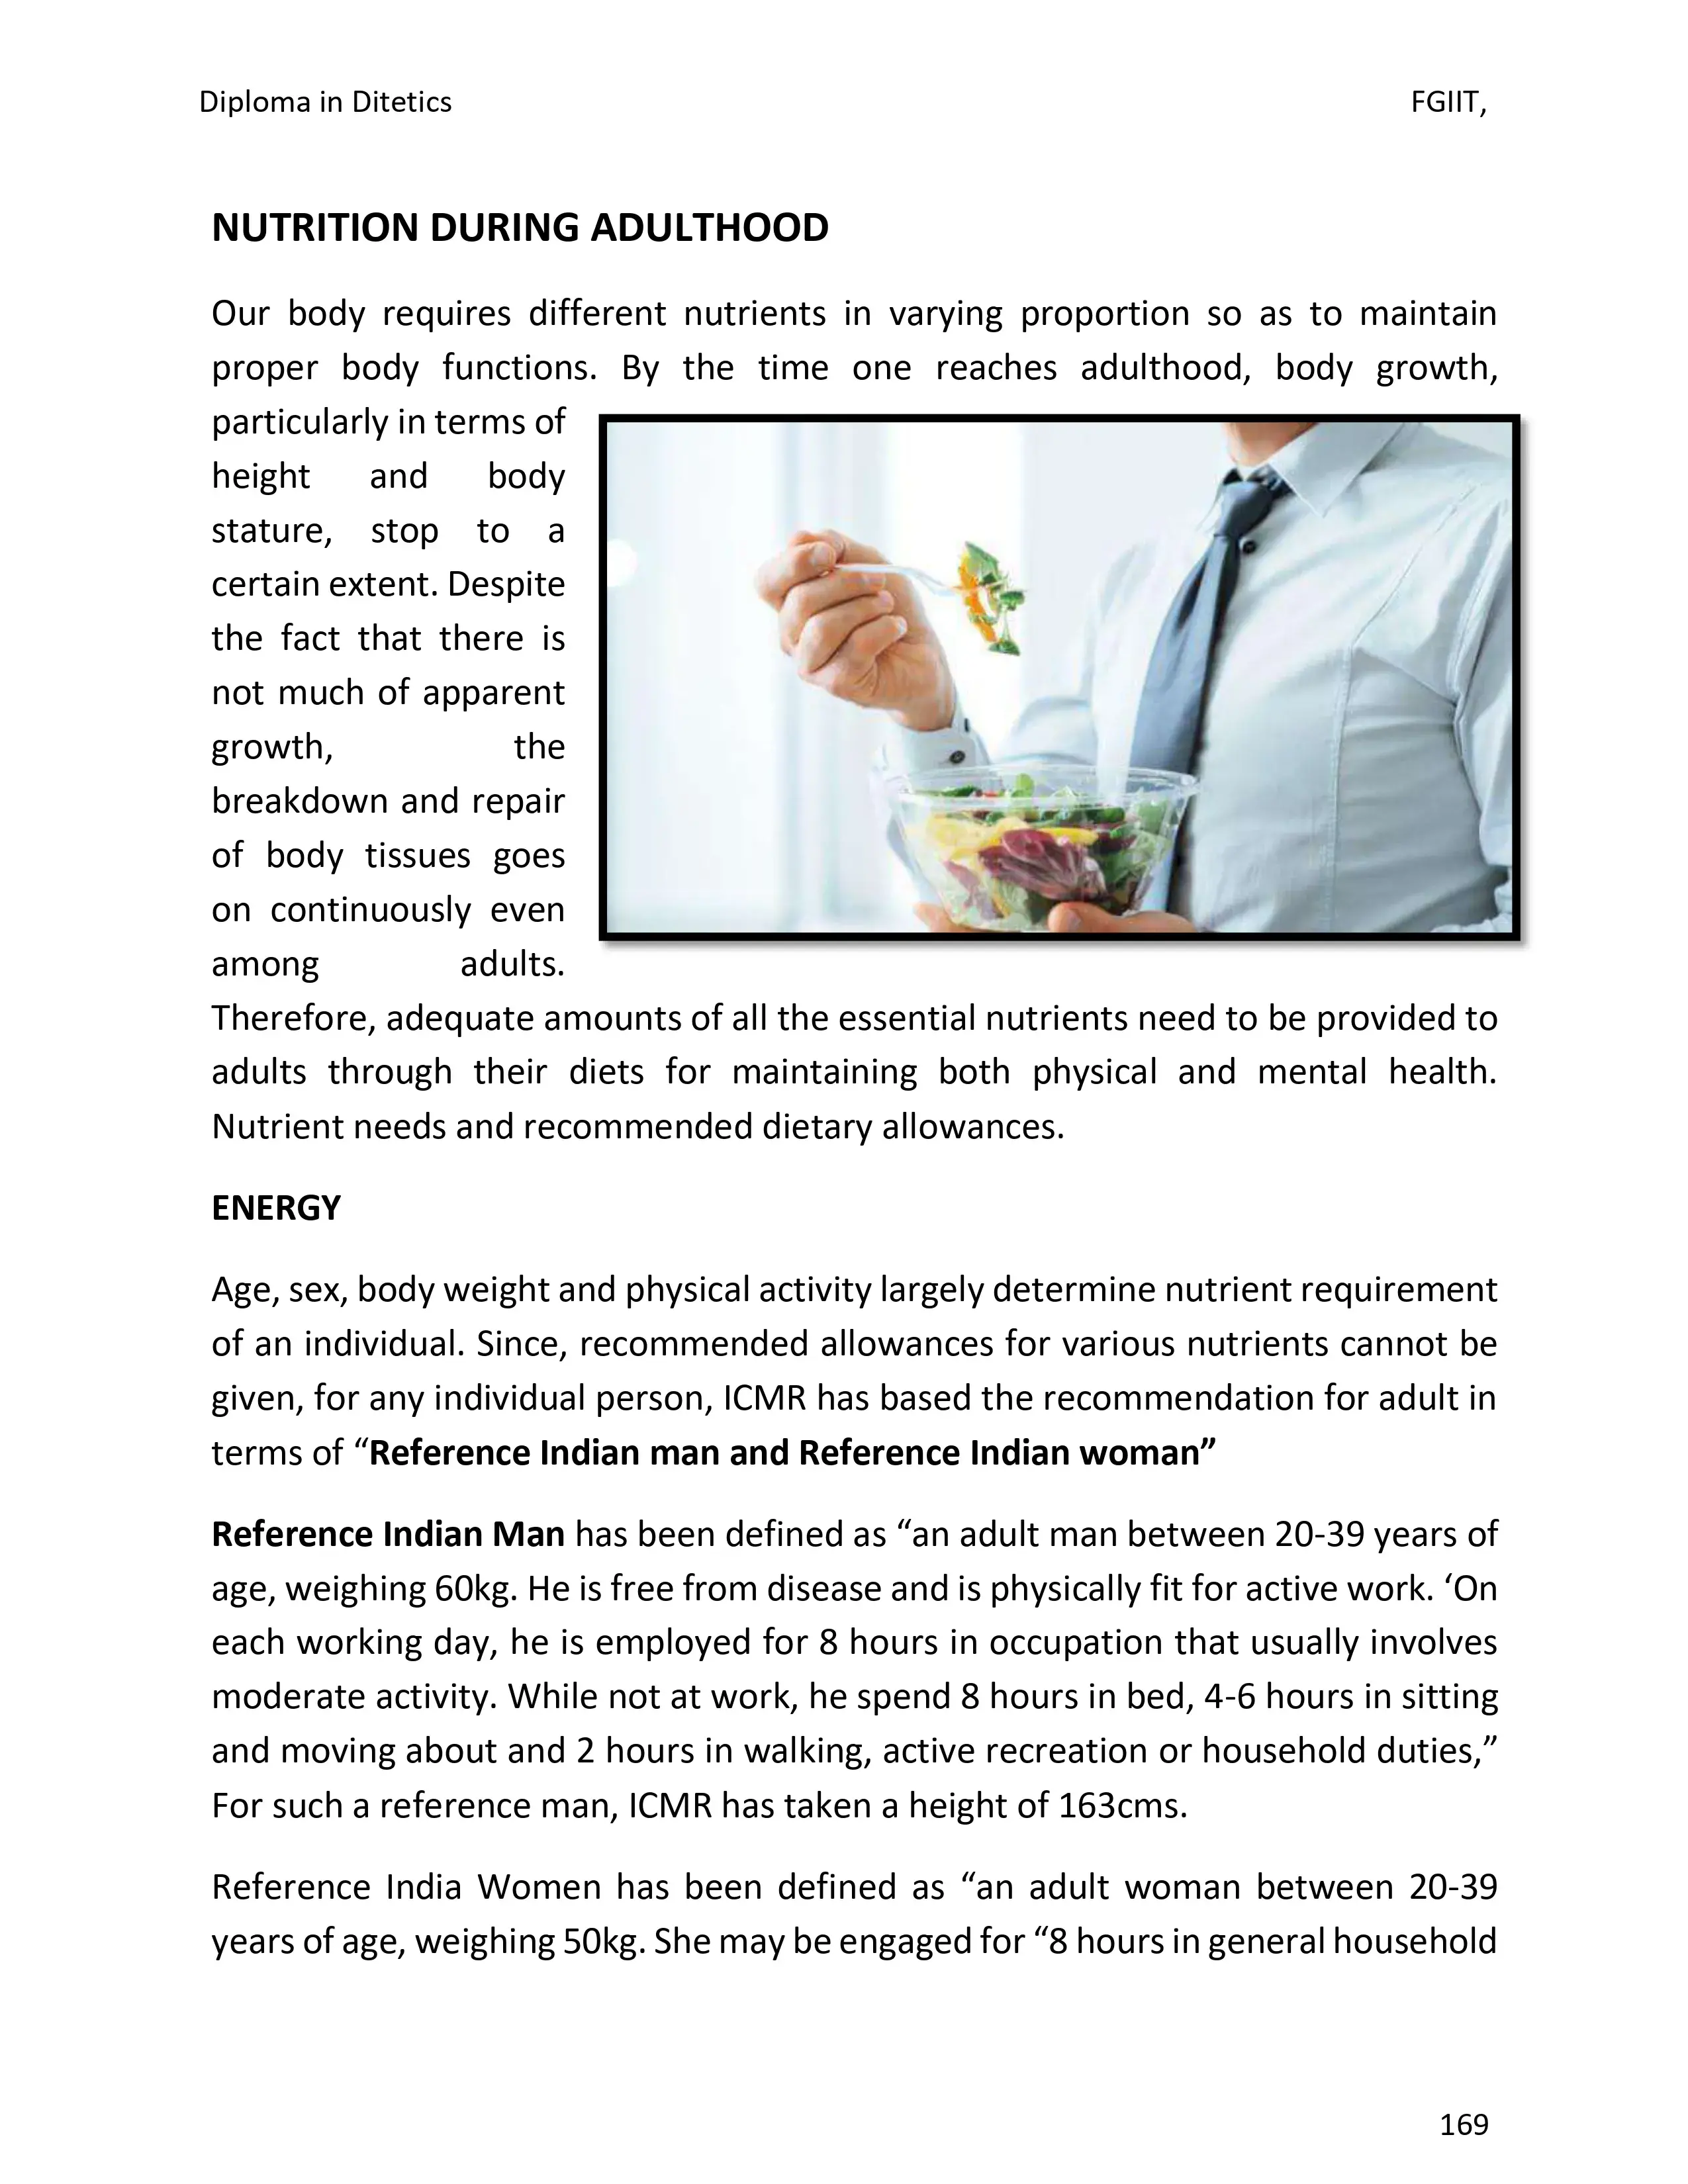 Diploma in Ditetics FGIIT,
NUTRITION DURING ADULTHOOD
Our body requires different nutrients in varying proportion so as to maintain
proper body functions. By the time one reaches adulthood, body growth,
particularly in terms of
height and body
stature, stop to a
certain extent. Despite
the fact that there is
not much of apparent
growth, the
breakdown and repair
of body tissues goes
on continuously even
among adults.
Therefore, adequate amounts of all the essential nutrients need to be provided to
adults through their diets for maintaining both physical and mental health.
Nutrient needs and recommended dietary allowances.
ENERGY
Age, sex, body weight and physical activity largely determine nutrient requirement
of an individual. Since, recommended allowances for various nutrients cannot be
given, for any individual person, ICMR has based the recommendation for adult in
terms of “Reference Indian man and Reference Indian woman”
Reference Indian Man has been defined as “an adult man between 20-39 years of
age, weighing 60kg. He is free from disease and is physically fit for active work. ‘On
each working day, he is employed for 8 hours in occupation that usually involves
moderate activity. While not at work, he spend 8 hours in bed, 4-6 hours in sitting
and moving about and 2 hours in walking, active recreation or household duties,”
For such a reference man, ICMR has taken a height of 163cms.
Reference India Women has been defined as “an adult woman between 20-39
years of age, weighing 50kg. She may be engaged for “8 hours in general household
169